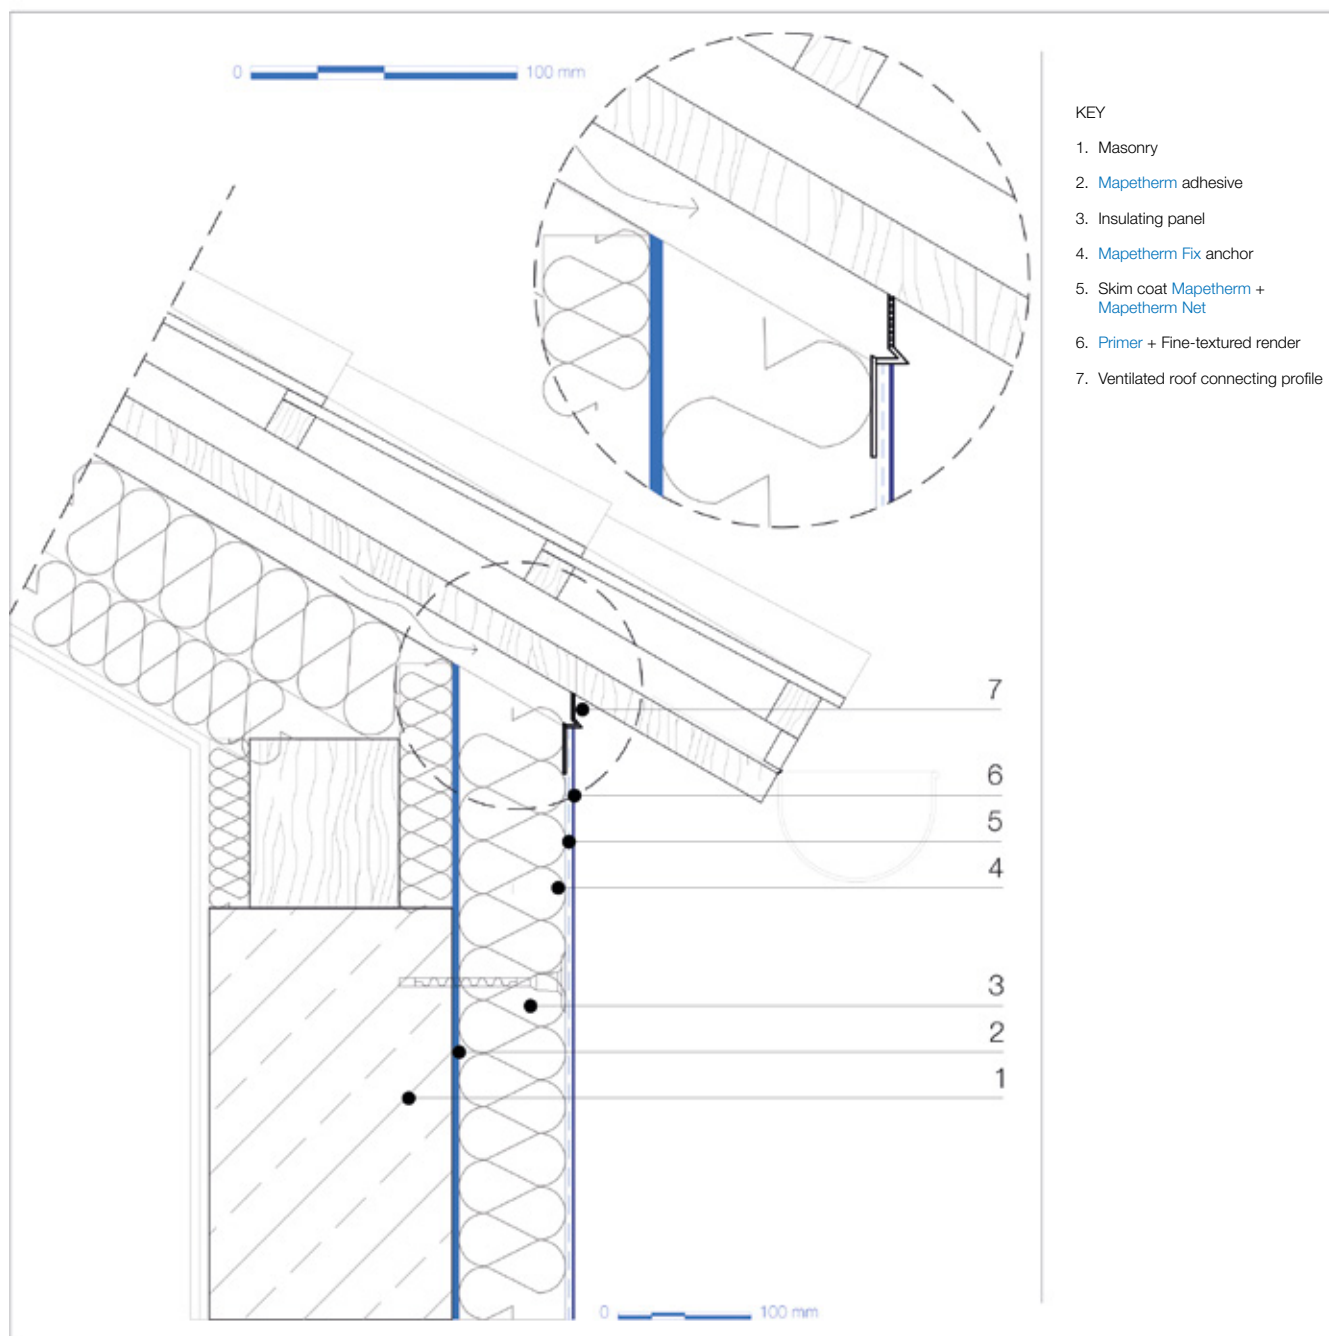 0 100 mm
KEY
1. Masonry
2. Mapetherm adhesive
3. Insulating panel
4. Mapetherm Fix anchor
5. Skim coat Mapetherm +
Mapetherm Net
6. Primer + Fine-textured render
7. Ventilated roof connecting profile
7
6
5
4
3
2
1
0 100 mm